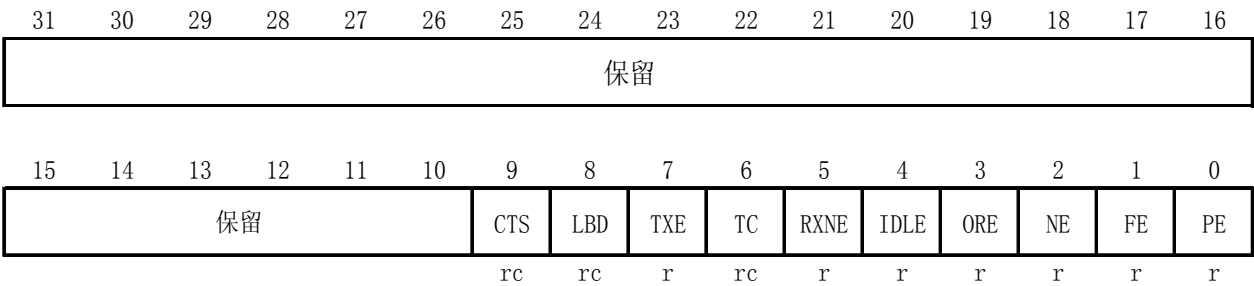 31 30 29 28 27 26 25 24 23 22 21 20 19 18 17 16
保留
15 14 13 12 11 10 9 8 7 6 5 4 3 2 1 0
保留 CTS LBD TXE TC RXNE IDLE ORE NE FE PE
rc rc r rc r r r r r r